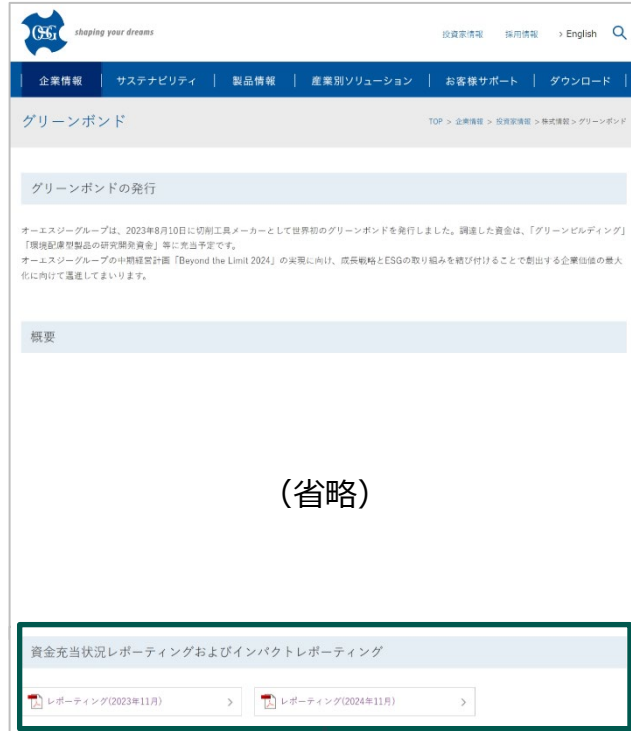 OSG shaping your dreams
投資家情報 採用情報 > English
企業情報 | サステナビリティ | 製品情報 | 産業別ソリューション | お客様サポート | ダウンロード |
グリーンボンド
TOP > 企業情報 > 投資家情報 > 株式情報 > グリーンボンド
グリーンボンドの発行
オーエスジーグループは、2023年8月10日に切削工具メーカーとして世界初のグリーンボンドを発行しました。調達した資金は、「グリーンビルディング」
「環境配慮型製品の研究開発資金」等に充当予定です。
オーエスジーグループの中期経営計画「Beyond the Limit 2024」の実現に向け、成長戦略とESGの取り組みを結び付けることで創出する企業価値の最大
化に向けて邁進してまいります。
概要
(省略)
資金充当状況レポーティングおよびインパクトレポーティング
レポーティング(2023年11月) >
レポーティング(2024年11月) >